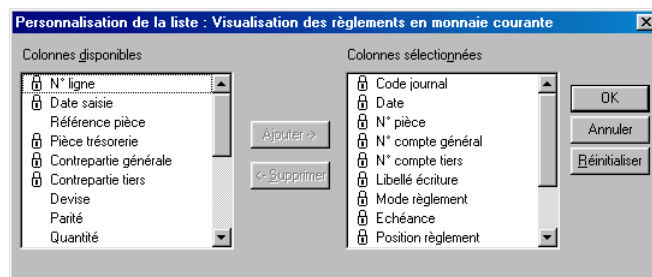 Personnalisation de la liste : Visualisation des règlements en monnaie courante
Colonnes disponibles
N° ligne
Date saisie
Référence pièce
Pièce trésorerie
Contrepartie générale
Contrepartie tiers
Devise
Parité
Quantité
Ajouter ->
<- Supprimer
Colonnes sélectionnées
Code journal
Date
N° pièce
N° compte général
N° compte tiers
Libellé écriture
Mode règlement
Echéance
Position règlement
OK
Annuler
Réinitialiser